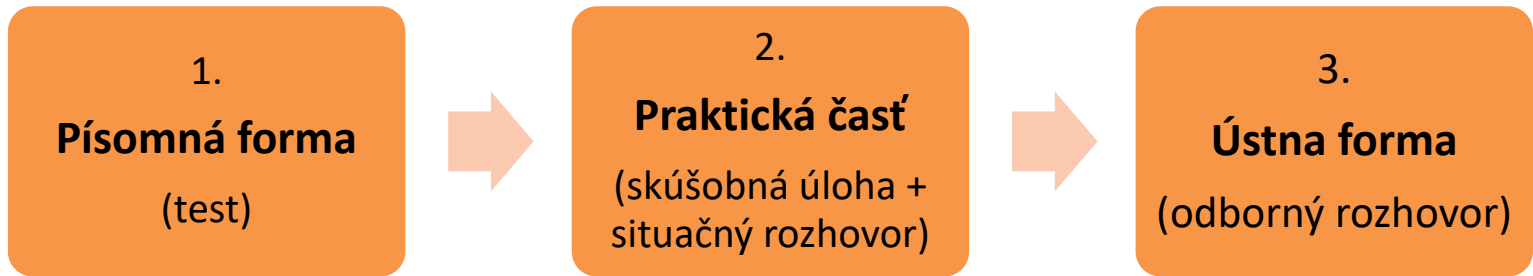 1.
Písomná forma
(test)
2.
Praktická časť
(skúšobná úloha +
situačný rozhovor)
3.
Ústna forma
(odborný rozhovor)